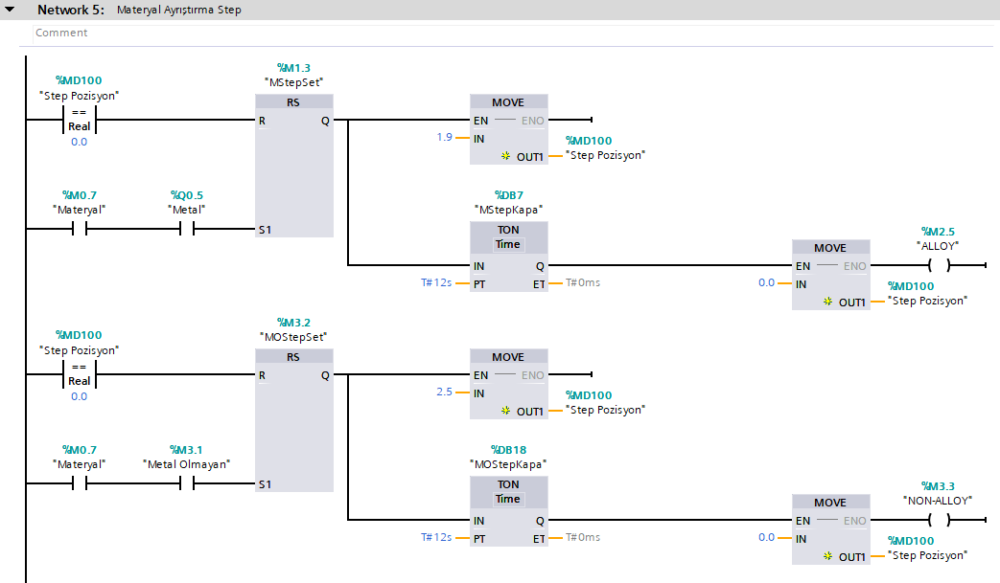 Network 5: Materyal Ayrıştırma Step
Comment
%MD100
"Step Pozisyon"
==
Real
0.0
%M1.3
"MStepSet"
RS
R
Q
S1
%M0.7
"Materyal"
%Q0.5
"Metal"
MOVE
EN
ENO
1.9
IN
OUT1
%MD100
"Step Pozisyon"
%DB7
"MStepKapa"
TON
Time
IN
Q
T#12s
PT
ET
T#0ms
MOVE
EN
ENO
0.0
IN
OUT1
%MD100
"Step Pozisyon"
%M2.5
"ALLOY"
%MD100
"Step Pozisyon"
==
Real
0.0
%M3.2
"MOStepSet"
RS
R
Q
S1
%M0.7
"Materyal"
%M3.1
"Metal Olmayan"
MOVE
EN
ENO
2.5
IN
OUT1
%MD100
"Step Pozisyon"
%DB18
"MOStepKapa"
TON
Time
IN
Q
T#12s
PT
ET
T#0ms
MOVE
EN
ENO
0.0
IN
OUT1
%MD100
"Step Pozisyon"
%M3.3
"NON-ALLOY"